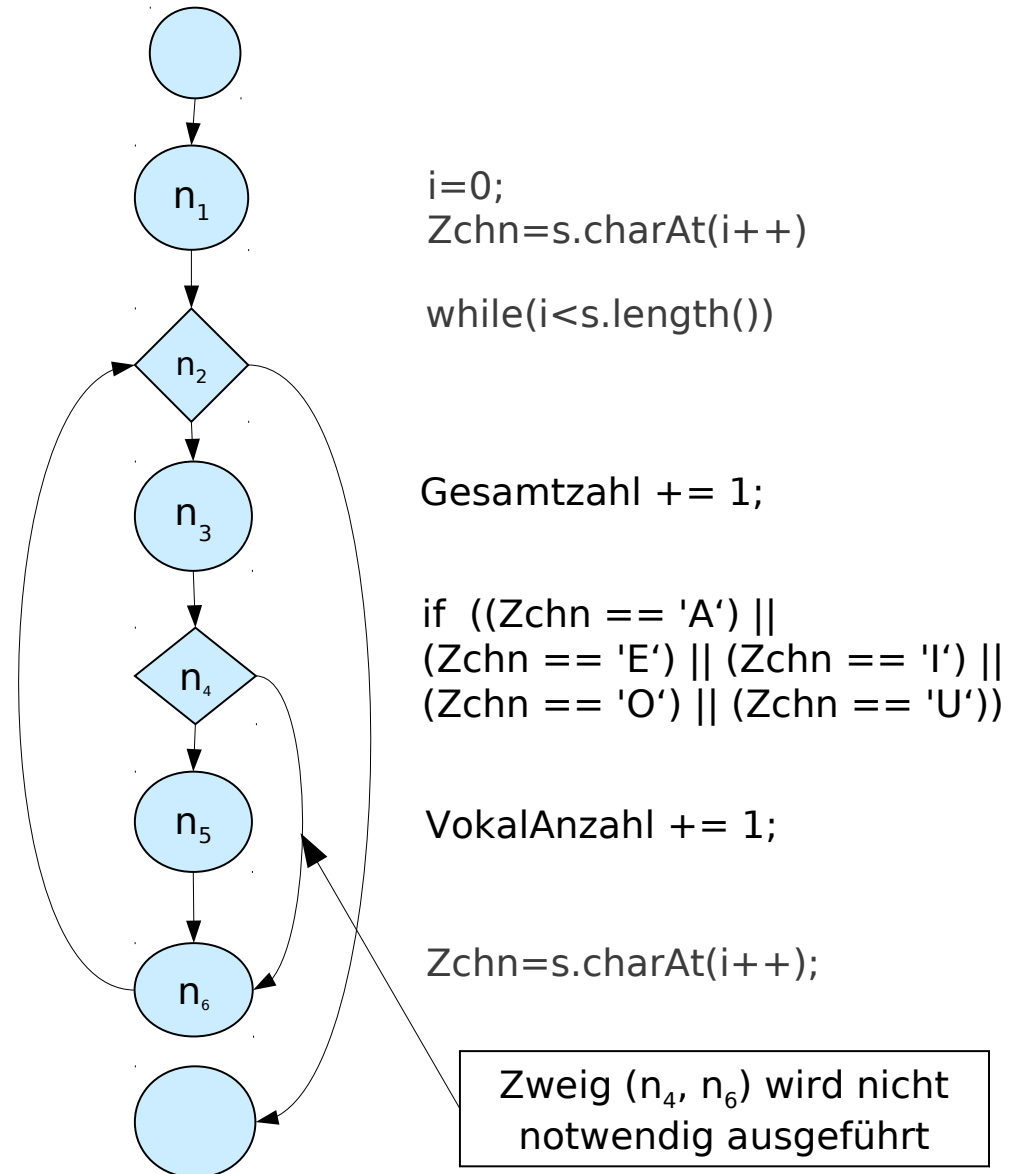 n1
i=0;
Zchn=s.charAt(i++)
while(i<s.length())
n2
n3
Gesamtzahl += 1;
if  ((Zchn == 'A‘) ||
(Zchn == 'E‘) || (Zchn == 'I‘) ||
(Zchn == 'O‘) || (Zchn == 'U‘))
n4
n5
VokalAnzahl += 1;
n6
Zchn=s.charAt(i++);
Zweig (n4, n6) wird nicht
notwendig ausgeführt